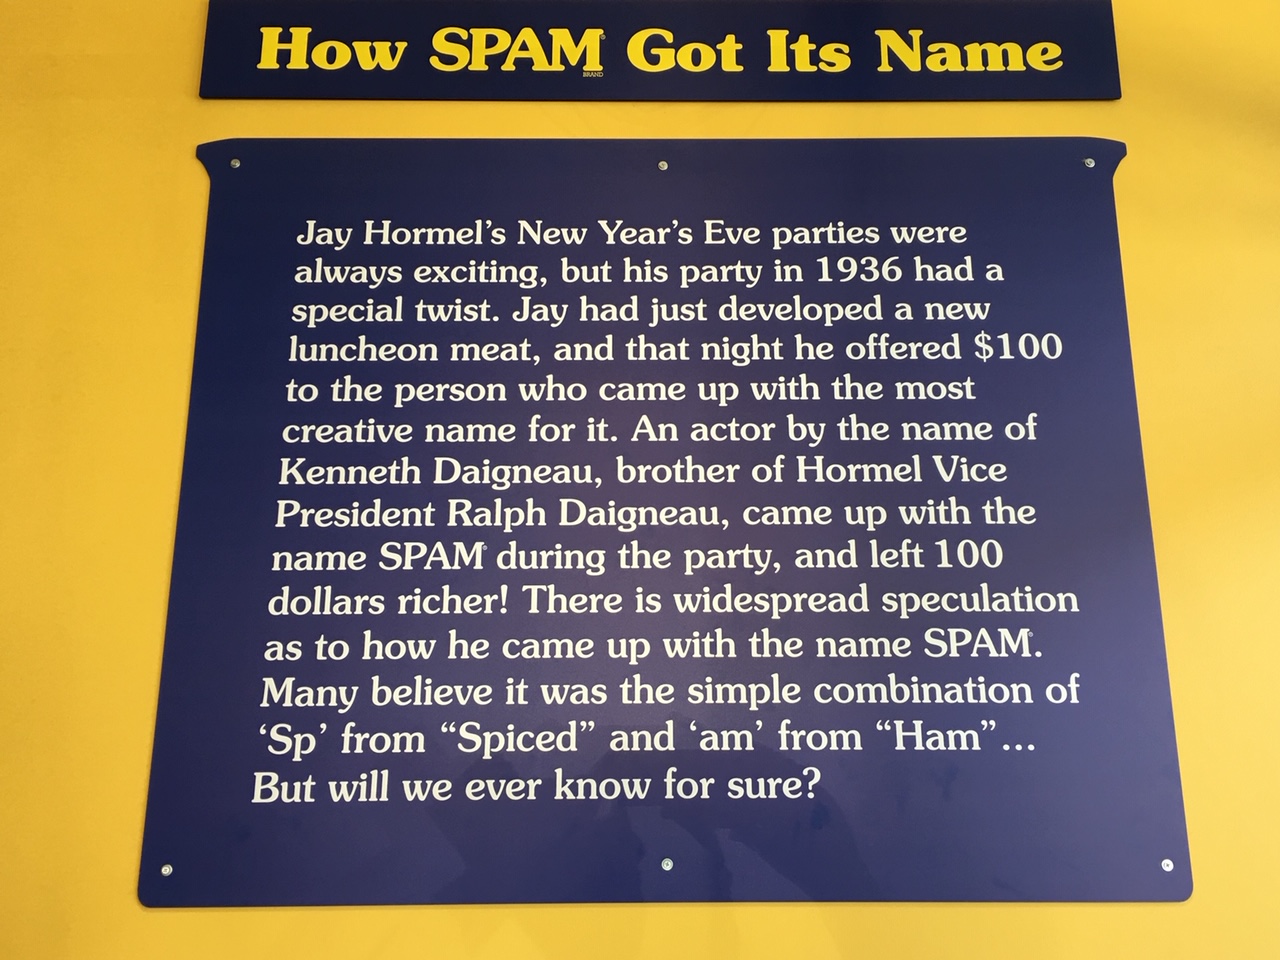 How SPAM® Got Its Name
BRAND
Jay Hormel’s New Year’s Eve parties were
always exciting, but his party in 1936 had a
special twist. Jay had just developed a new
luncheon meat, and that night he offered $100
to the person who came up with the most
creative name for it. An actor by the name of
Kenneth Daigneau, brother of Hormel Vice
President Ralph Daigneau, came up with the
name SPAM® during the party, and left 100
dollars richer! There is widespread speculation
as to how he came up with the name SPAM®.
Many believe it was the simple combination of
‘Sp’ from “Spiced” and ‘am’ from “Ham”...
But will we ever know for sure?